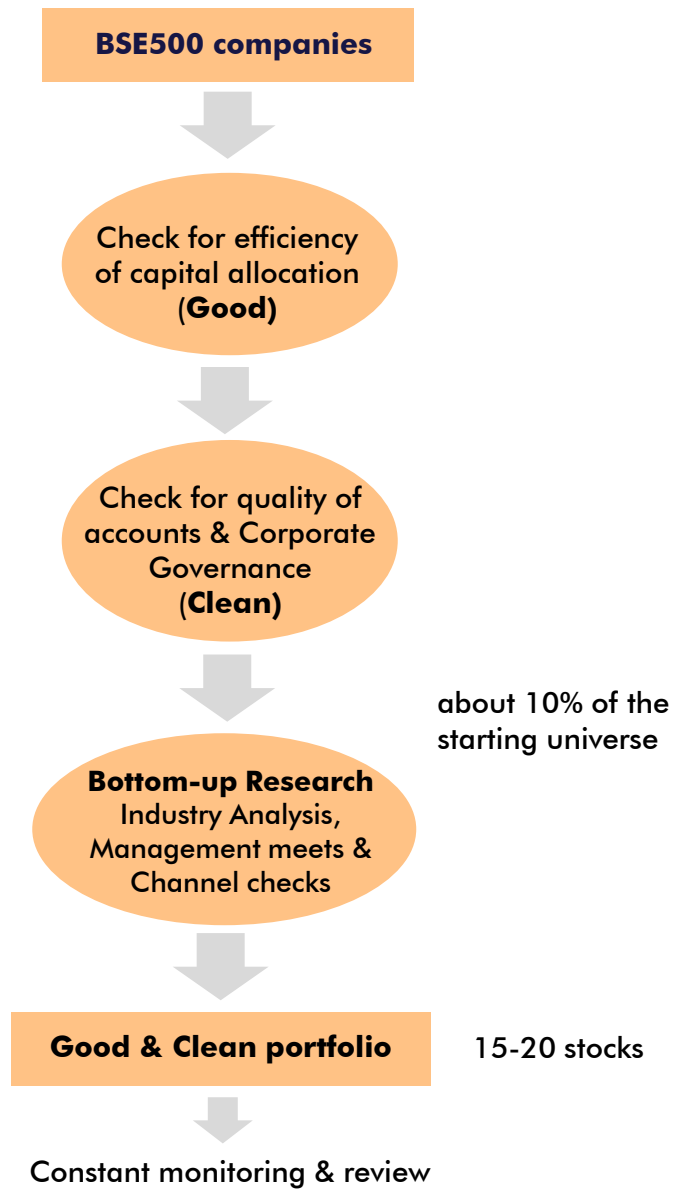 BSE500 companies
Check for efficiency
of capital allocation
(Good)
Check for quality of
accounts & Corporate
Governance
(Clean)
about 10% of the
starting universe
Bottom-up Research
Industry Analysis,
Management meets &
Channel checks
Good & Clean portfolio
15-20 stocks
Constant monitoring & review